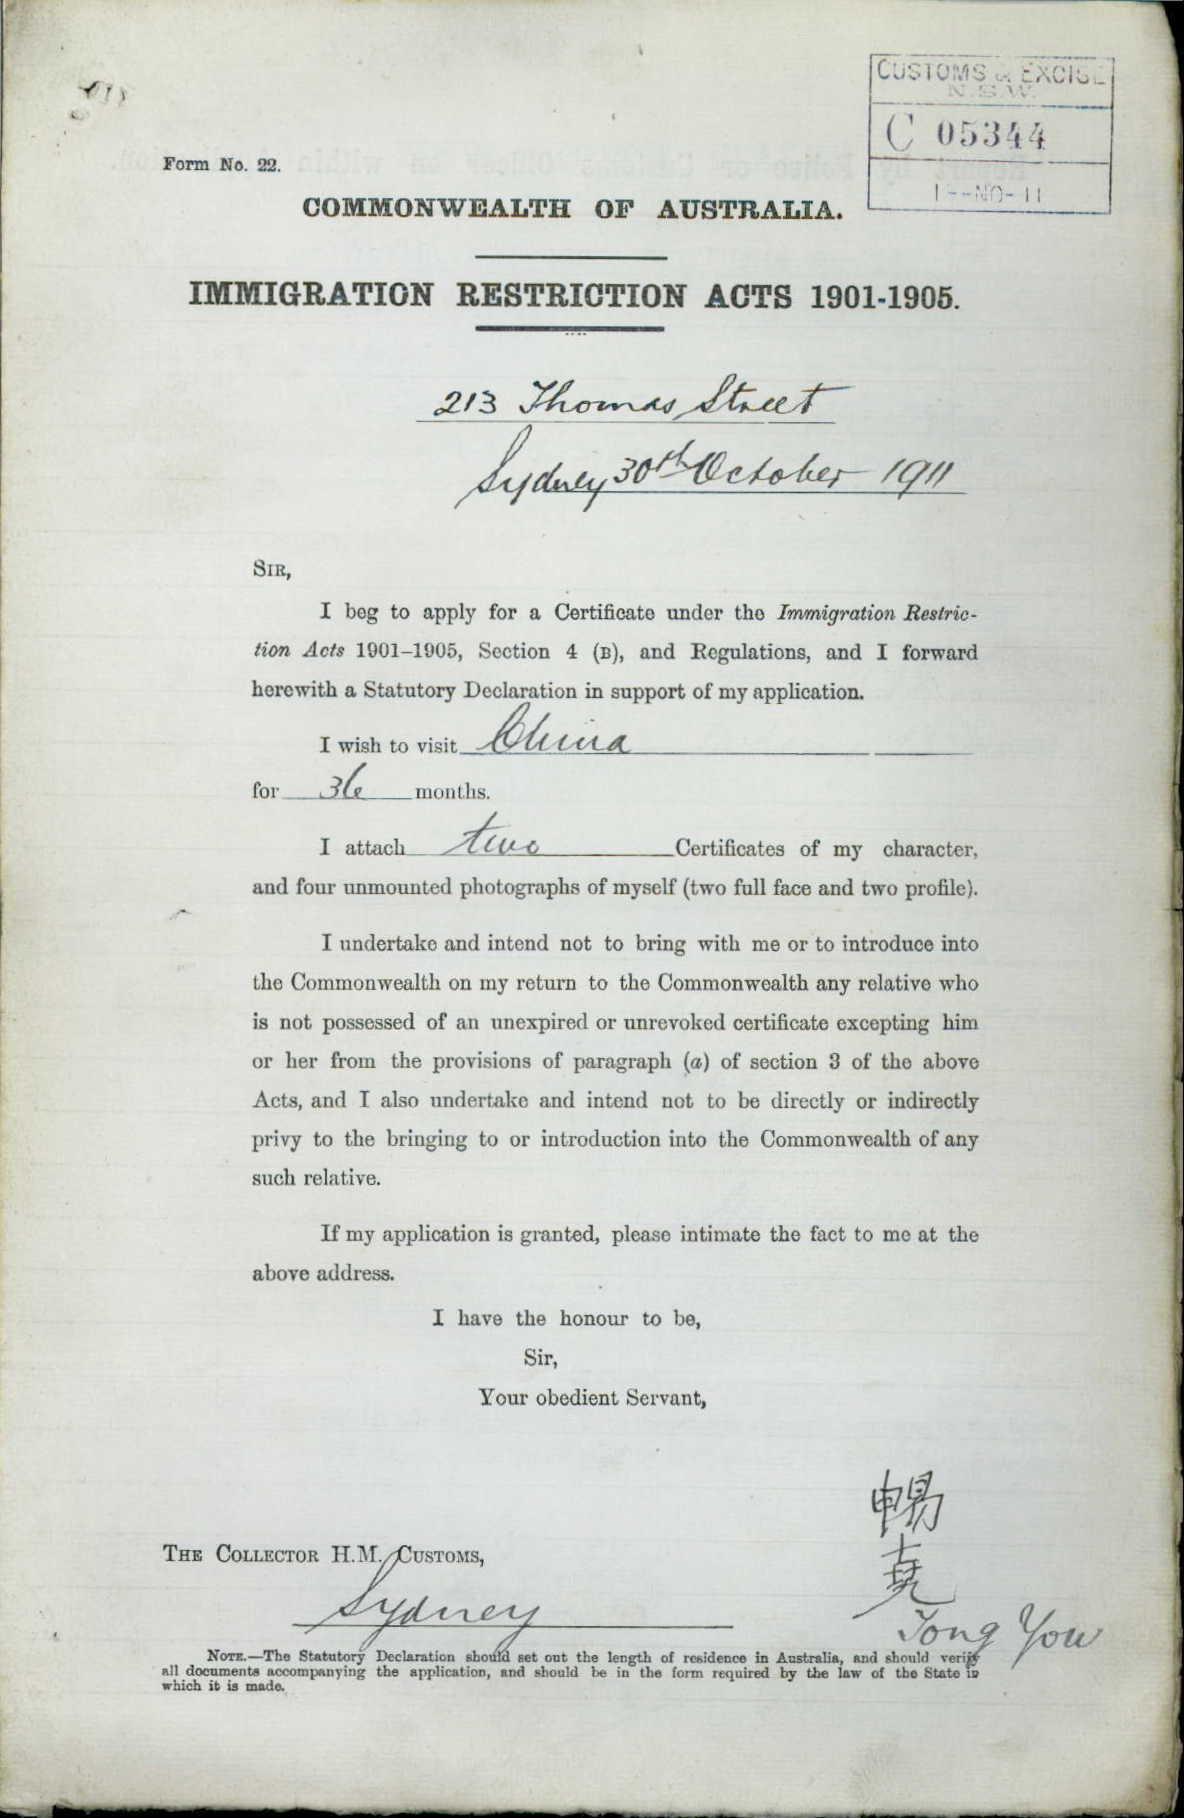 CUSTOMS & EXCISE
N.S.W.
C 05344
NO 11
Form No. 22.
COMMONWEALTH OF AUSTRALIA.
IMMIGRATION RESTRICTION ACTS 1901-1905.
213 Thomas Street
Sydney 30th October 1911
SIR,
I beg to apply for a Certificate under the Immigration Restric-
tion Acts 1901-1905, Section 4 (B), and Regulations, and I forward
herewith a Statutory Declaration in support of my application.
I wish to visit China
for 36 months.
I attach two Certificates of my character,
and four unmounted photographs of myself (two full face and two profile).
I undertake and intend not to bring with me or to introduce into
the Commonwealth on my return to the Commonwealth any relative who
is not possessed of an unexpired or unrevoked certificate excepting him
or her from the provisions of paragraph (a) of section 3 of the above
Acts, and I also undertake and intend not to be directly or indirectly
privy to the bringing to or introduction into the Commonwealth of any
such relative.
If my application is granted, please intimate the fact to me at the
above address.
I have the honour to be,
Sir,
Your obedient Servant,
暢
堯
Tong You
THE COLLECTOR H.M. CUSTOMS,
Sydney
NOTE.—The Statutory Declaration should set out the length of residence in Australia, and should verify
all documents accompanying the application, and should be in the form required by the law of the State in
which it is made.